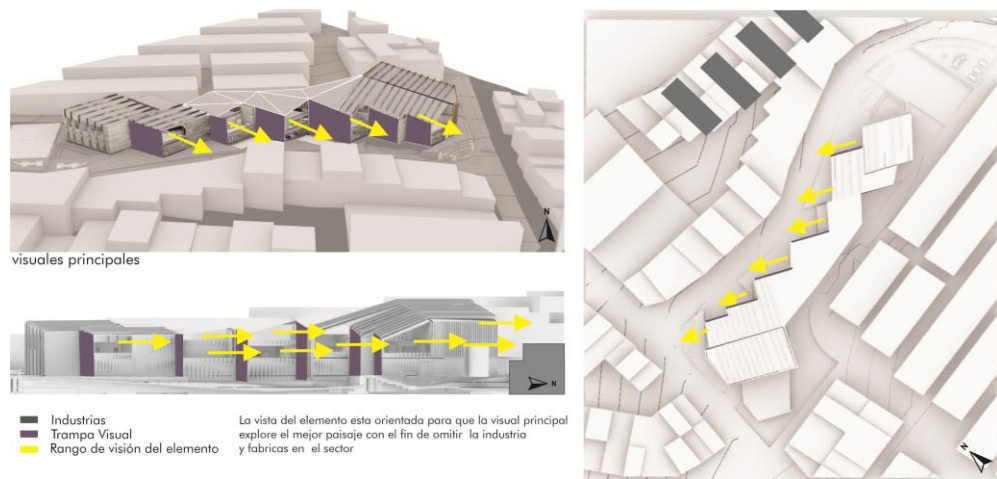 N
visuales principales
N
Industrias
Trampa Visual
Rango de visión del elemento
La vista del elemento esta orientada para que la visual principal
explore el mejor paisaje con el fin de omitir la industria
y fabricas en el sector
N